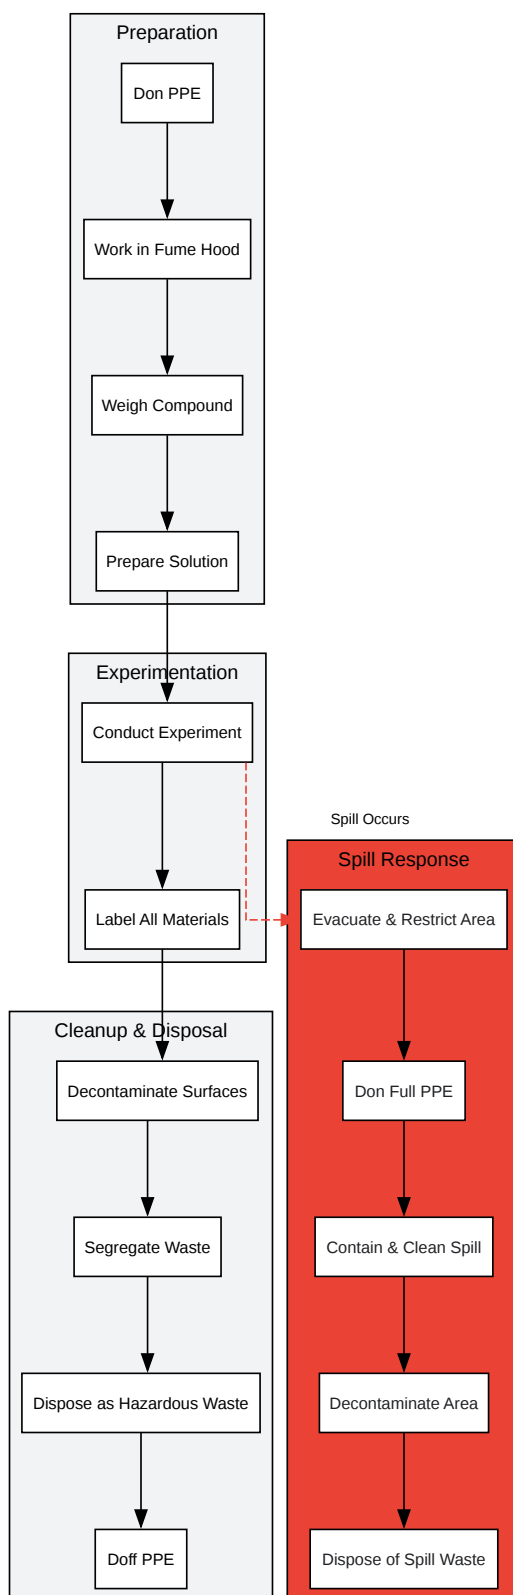 Preparation
Don PPE
Work in Fume Hood
Weigh Compound
Prepare Solution
Experimentation
Conduct Experiment
Label All Materials
Spill Occurs
Spill Response
Evacuate & Restrict Area
Don Full PPE
Contain & Clean Spill
Decontaminate Area
Dispose of Spill Waste
Cleanup & Disposal
Decontaminate Surfaces
Segregate Waste
Dispose as Hazardous Waste
Doff PPE